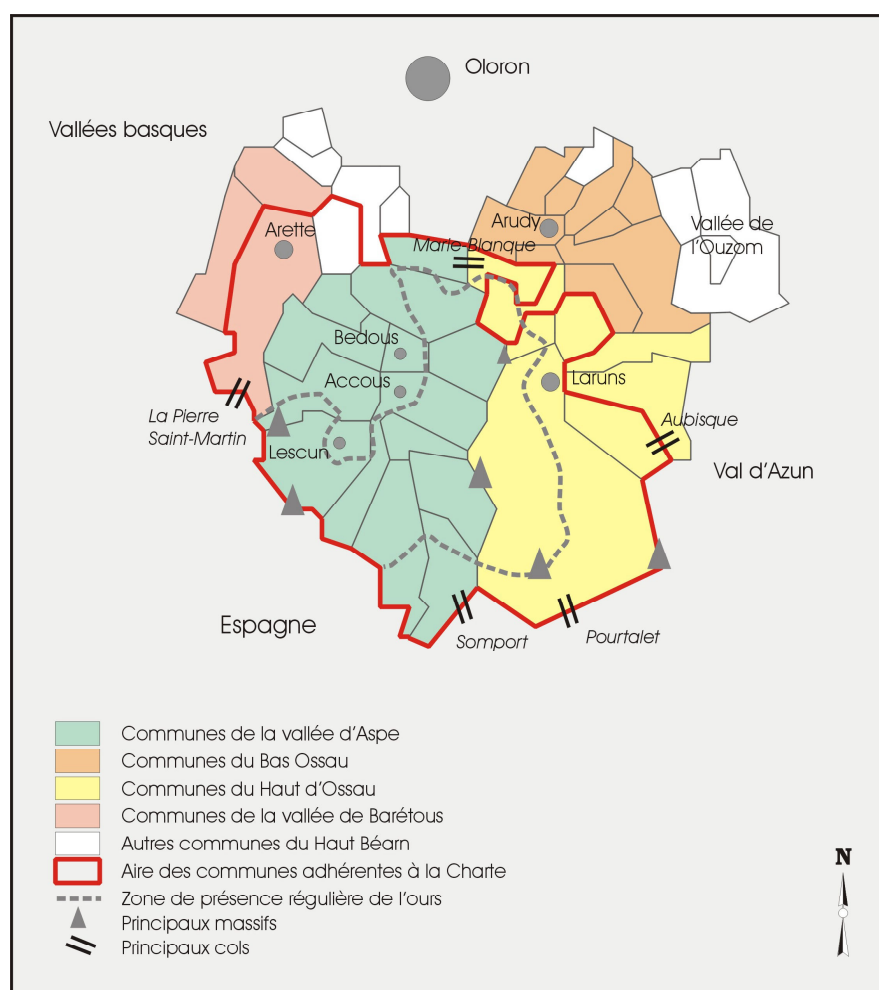 Oloron
Vallées basques
Arudy
Vallée de
l'Ouzom
Arette
Marie-Blanque
Bedous
Accous
Laruns
La Pierre
Saint-Martin
Aubisque
Lescun
Val d'Azun
Espagne
Somport
Pourtalet
Communes de la vallée d'Aspe
Communes du Bas Ossau
Communes du Haut d'Ossau
Communes de la vallée de Barétous
Autres communes du Haut Béarn
Aire des communes adhérentes à la Charte
Zone de présence régulière de l'ours
Principaux massifs
Principaux cols
N